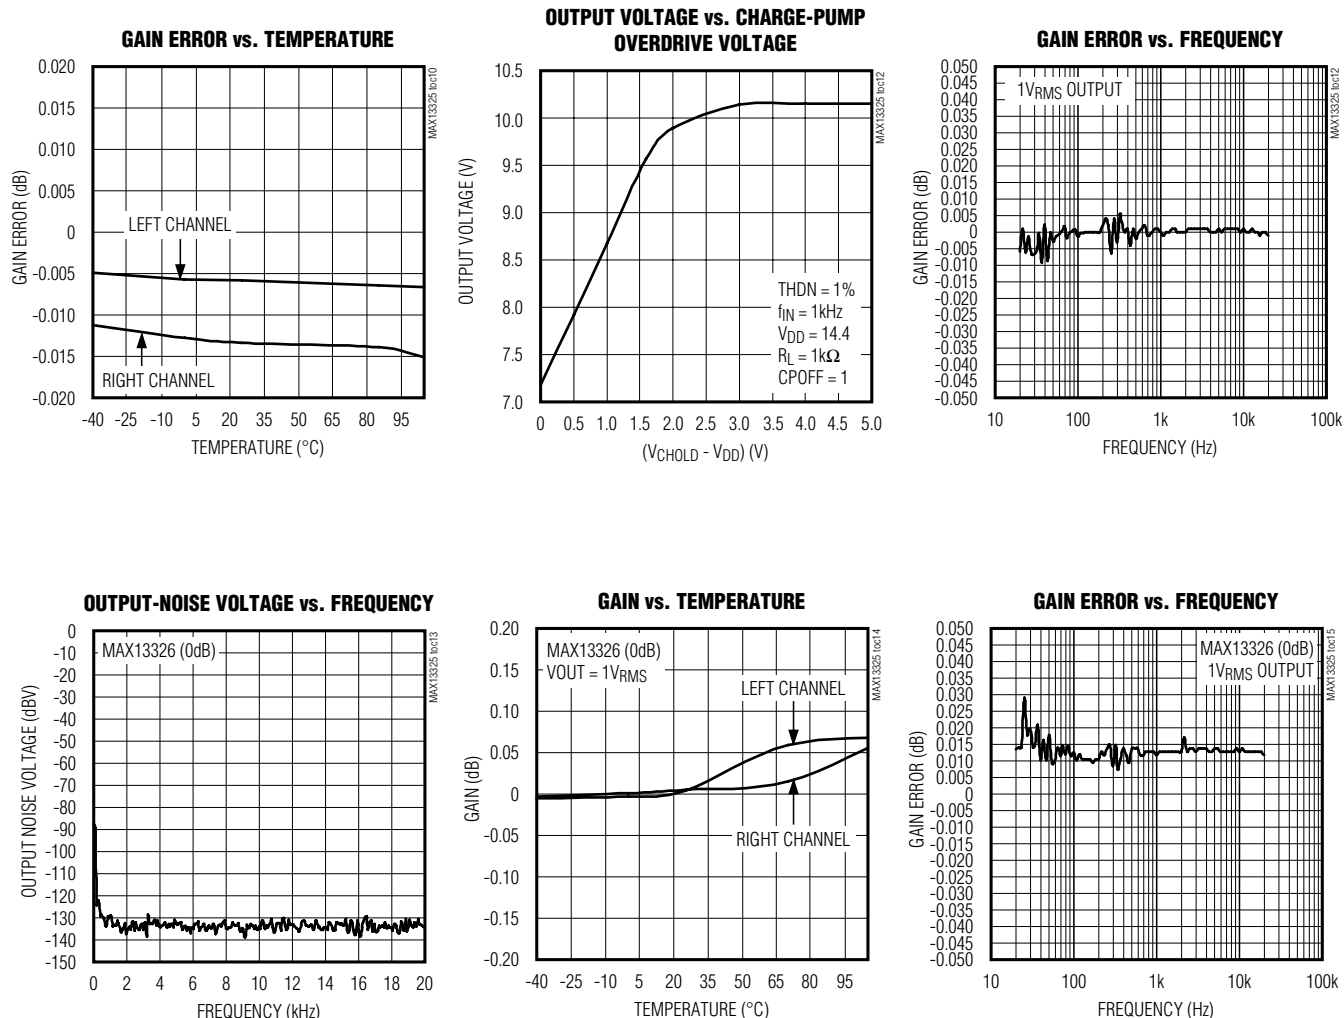 GAIN ERROR vs. TEMPERATURE
MAX13325 toc10
GAIN ERROR (dB)
0.020
0.015
0.010
0.005
0
-0.005
-0.010
-0.015
-0.020
LEFT CHANNEL
RIGHT CHANNEL
-40 -25 -10 5 20 35 50 65 80 95
TEMPERATURE (°C)
OUTPUT VOLTAGE vs. CHARGE-PUMP
OVERDRIVE VOLTAGE
MAX13325 toc12
OUTPUT VOLTAGE (V)
10.5
10.0
9.5
9.0
8.5
8.0
7.5
7.0
THDN = 1%
fIN = 1kHz
VDD = 14.4
RL = 1kΩ
CPOFF = 1
0 0.5 1.0 1.5 2.0 2.5 3.0 3.5 4.0 4.5 5.0
(VCHOLD - VDD) (V)
GAIN ERROR vs. FREQUENCY
MAX13325 toc12
GAIN ERROR (dB)
0.050
0.045
0.040
0.035
0.030
0.025
0.020
0.015
0.010
0.005
0
-0.005
-0.010
-0.015
-0.020
-0.025
-0.030
-0.035
-0.040
-0.045
-0.050
1VRMS OUTPUT
10 100 1k 10k 100k
FREQUENCY (Hz)
OUTPUT-NOISE VOLTAGE vs. FREQUENCY
MAX13325 toc13
OUTPUT NOISE VOLTAGE (dBV)
0
-10
-20
-30
-40
-50
-60
-70
-80
-90
-100
-110
-120
-130
-140
-150
MAX13326 (0dB)
0 2 4 6 8 10 12 14 16 18 20
FREQUENCY (kHz)
GAIN vs. TEMPERATURE
MAX13325 toc14
GAIN (dB)
0.20
0.15
0.10
0.05
0
-0.05
-0.10
-0.15
-0.20
MAX13326 (0dB)
VOUT = 1VRMS
LEFT CHANNEL
RIGHT CHANNEL
-40 -25 -10 5 20 35 50 65 80 95
TEMPERATURE (°C)
GAIN ERROR vs. FREQUENCY
MAX13325 toc15
GAIN ERROR (dB)
0.050
0.045
0.040
0.035
0.030
0.025
0.020
0.015
0.010
0.005
0
-0.005
-0.010
-0.015
-0.020
-0.025
-0.030
-0.035
-0.040
-0.045
-0.050
MAX13326 (0dB)
1VRMS OUTPUT
10 100 1k 10k 100k
FREQUENCY (Hz)